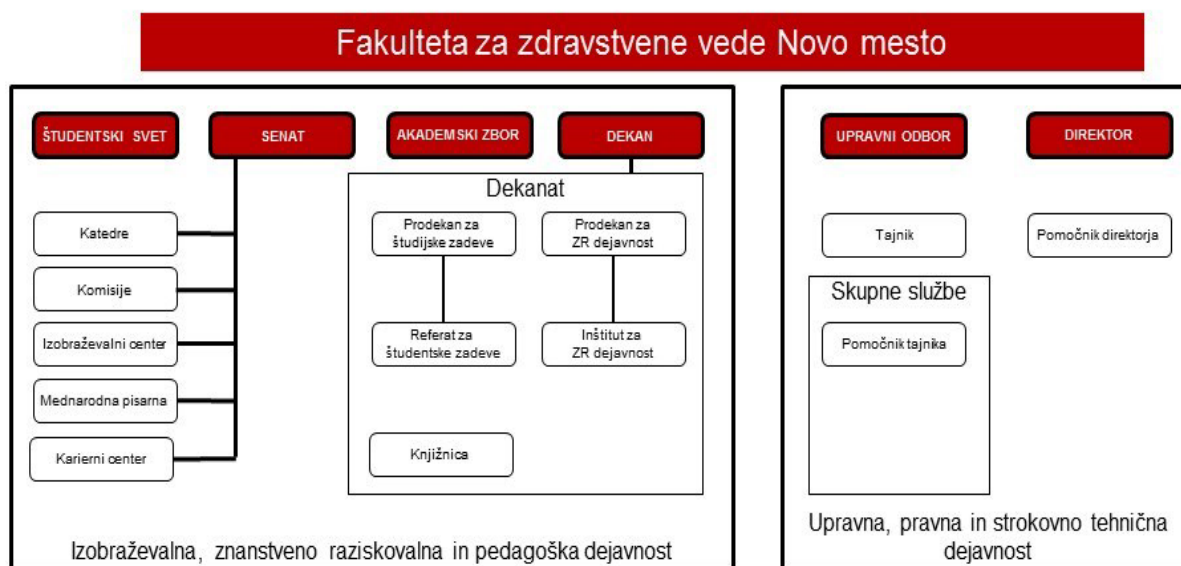 Fakulteta za zdravstvene vede Novo mesto
ŠTUDENTSKI SVET
SENAT
AKADEMSKI ZBOR
DEKAN
Dekanat
Katedre
Komisije
Izobraževalni center
Mednarodna pisarna
Karierni center
Prodekan za
študijske zadeve
Prodekan za
ZR dejavnost
Referat za
študentske zadeve
Inštitut za
ZR dejavnost
Knjižnica
Izobraževalna, znanstveno raziskovalna in pedagoška dejavnost
UPRAVNI ODBOR
DIREKTOR
Tajnik
Pomočnik direktorja
Skupne službe
Pomočnik tajnika
Upravna, pravna in strokovno tehnična
dejavnost